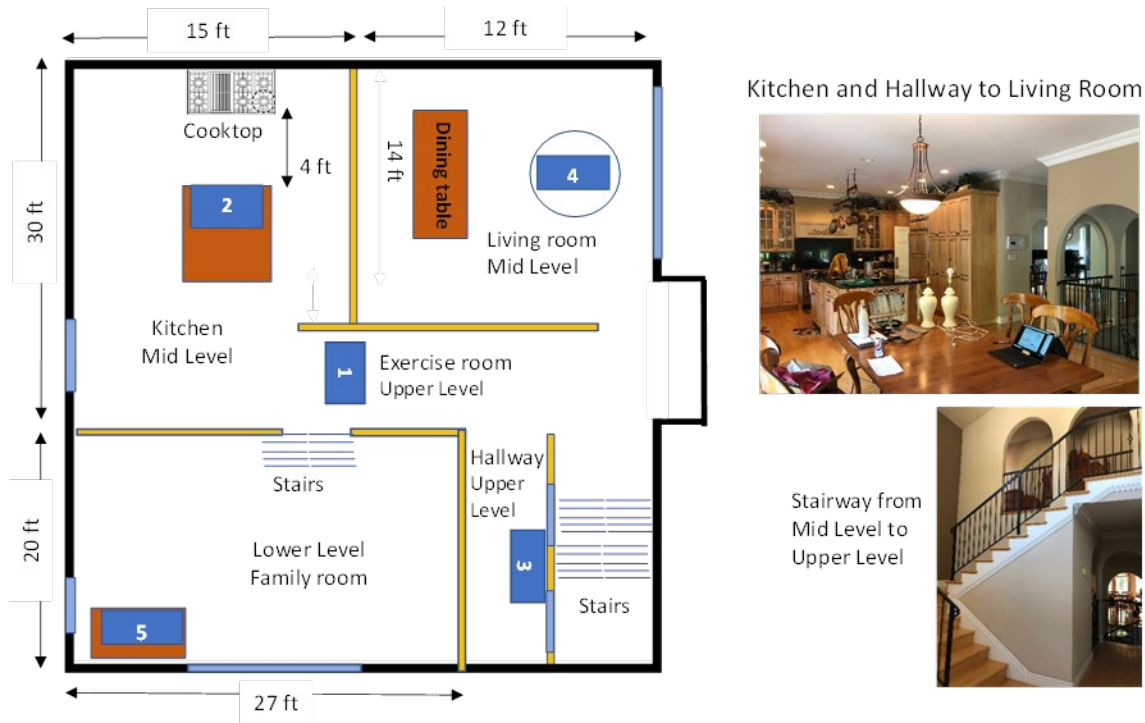 15 ft
12 ft
Kitchen and Hallway to Living Room
Cooktop
4 ft
14 ft
Dining table
2
4
30 ft
Living room
Mid Level
Kitchen
Mid Level
1
Exercise room
Upper Level
Hallway
Upper
Level
Stairs
20 ft
Lower Level
Family room
3
Stairs
5
27 ft
Stairway from
Mid Level to
Upper Level